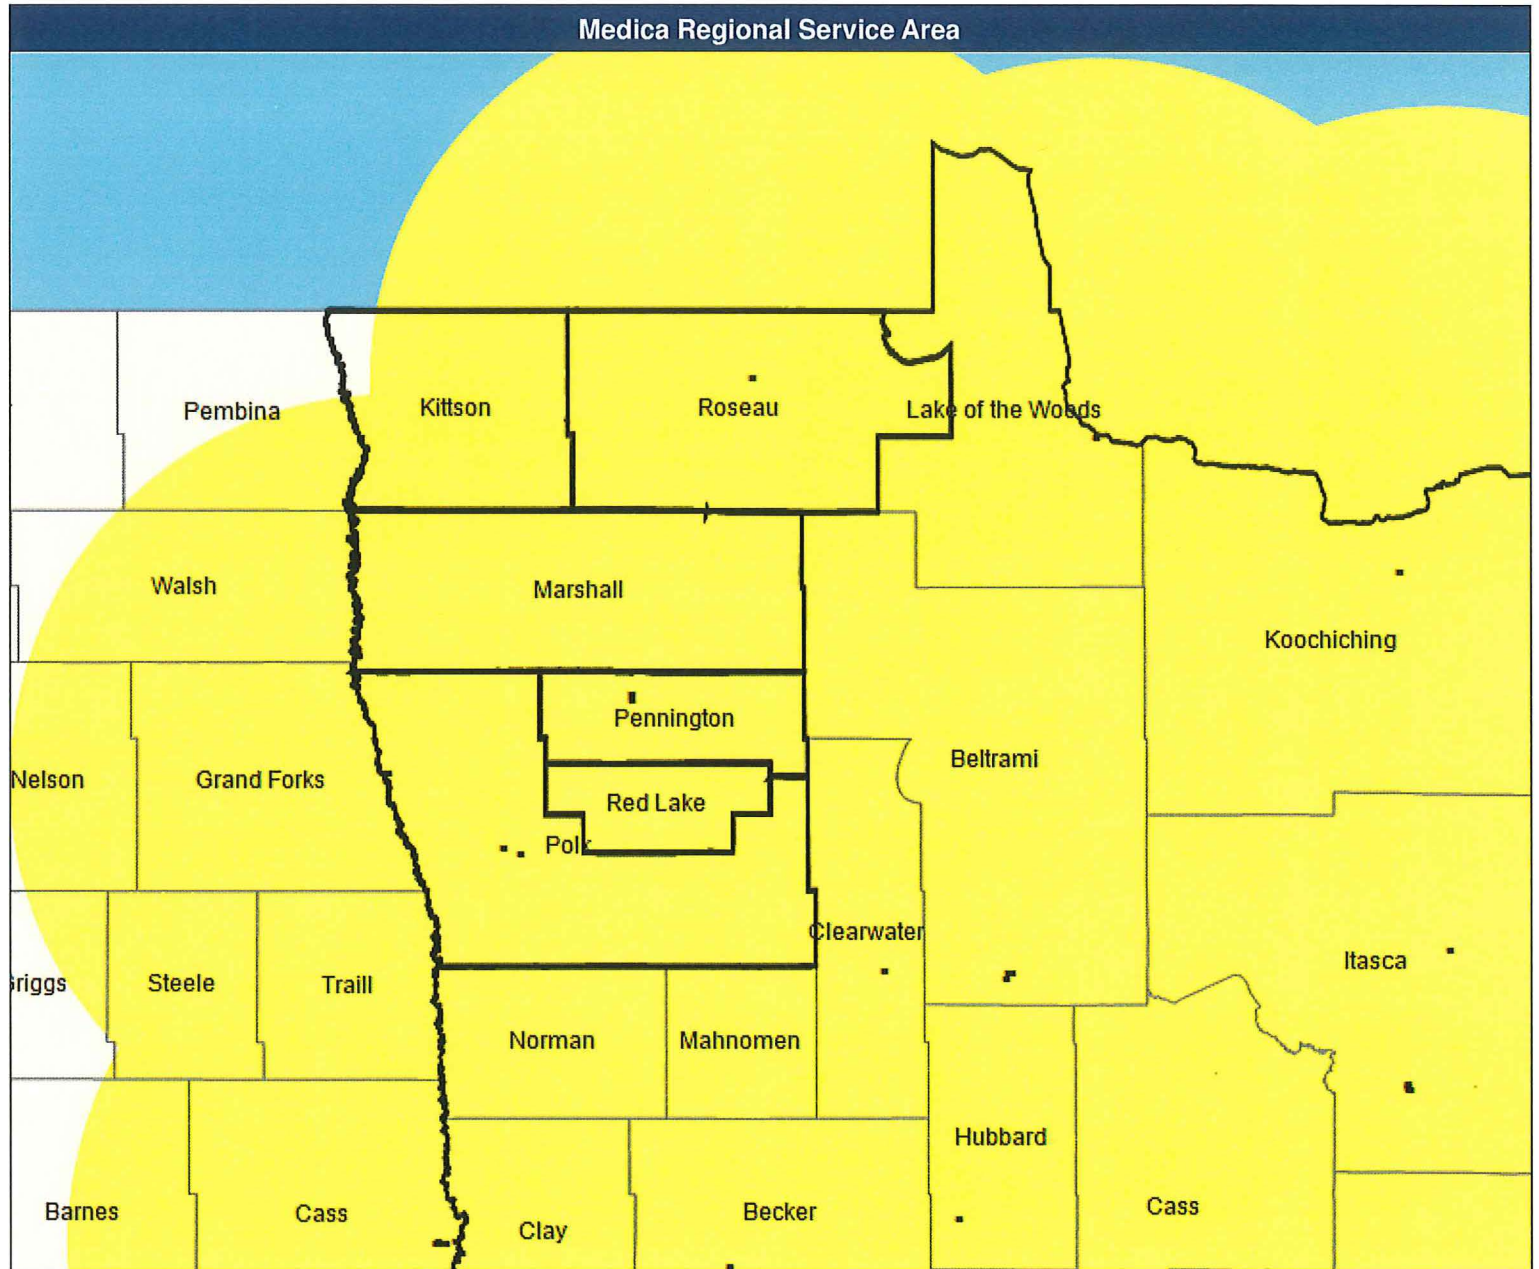 Medica Regional Service Area
Pembina
Kittson
Roseau
Lake of the Woods
Walsh
Marshall
Koochiching
Pennington
Beltrami
Nelson
Grand Forks
Red Lake
Polk
Clearwater
Itasca
Griggs
Steele
Traill
Norman
Mahnomen
Hubbard
Barnes
Cass
Clay
Becker
Cass